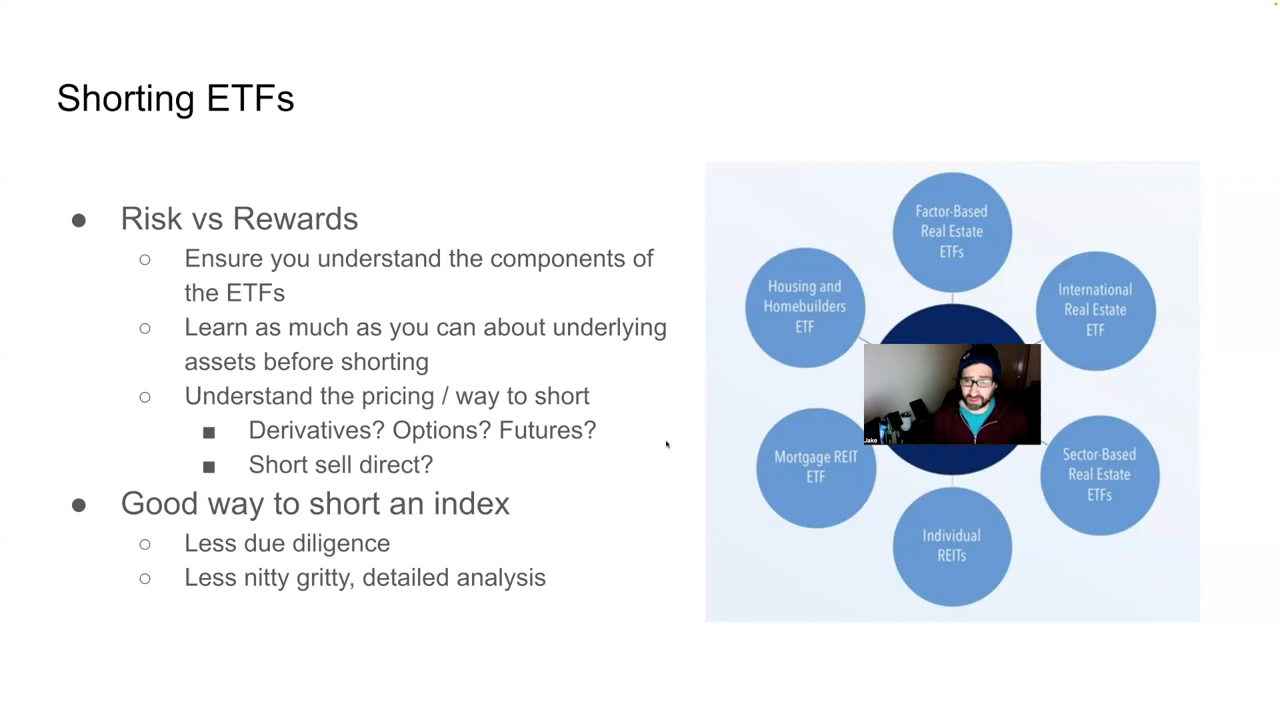 Shorting ETFs
● Risk vs Rewards
○ Ensure you understand the components of
the ETFs
○ Learn as much as you can about underlying
assets before shorting
○ Understand the pricing / way to short
■ Derivatives? Options? Futures?
■ Short sell direct?
● Good way to short an index
○ Less due diligence
○ Less nitty gritty, detailed analysis
Factor-Based
Real Estate
ETFs
Housing and
Homebuilders
ETF
International
Real Estate
ETF
Jake
Mortgage REIT
ETF
Sector-Based
Real Estate
ETFs
Individual
REITs